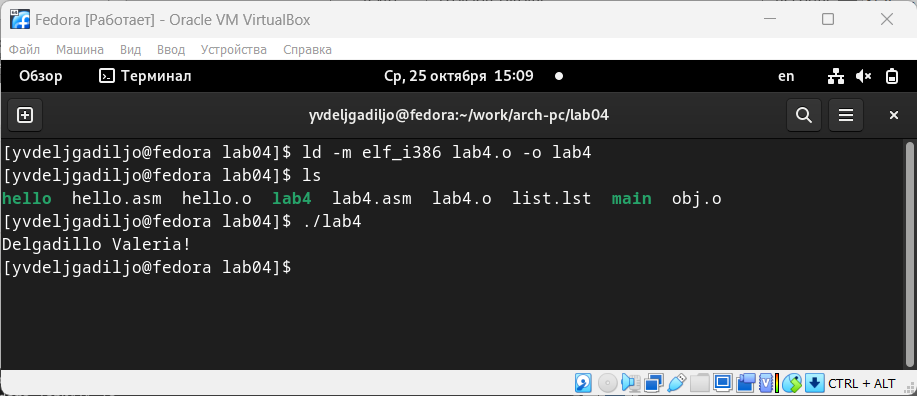 Fedora [Работает] - Oracle VM VirtualBox
Файл Машина Вид Ввод Устройства Справка
Обзор Терминал Ср, 25 октября 15:09 en
yvdeljgadiljo@fedora:~/work/arch-pc/lab04
[yvdeljgadiljo@fedora lab04]$ ld -m elf_i386 lab4.o -o lab4
[yvdeljgadiljo@fedora lab04]$ ls
hello hello.asm hello.o lab4 lab4.asm lab4.o list.lst main obj.o
[yvdeljgadiljo@fedora lab04]$ ./lab4
Delgadillo Valeria!
[yvdeljgadiljo@fedora lab04]$
CTRL + ALT